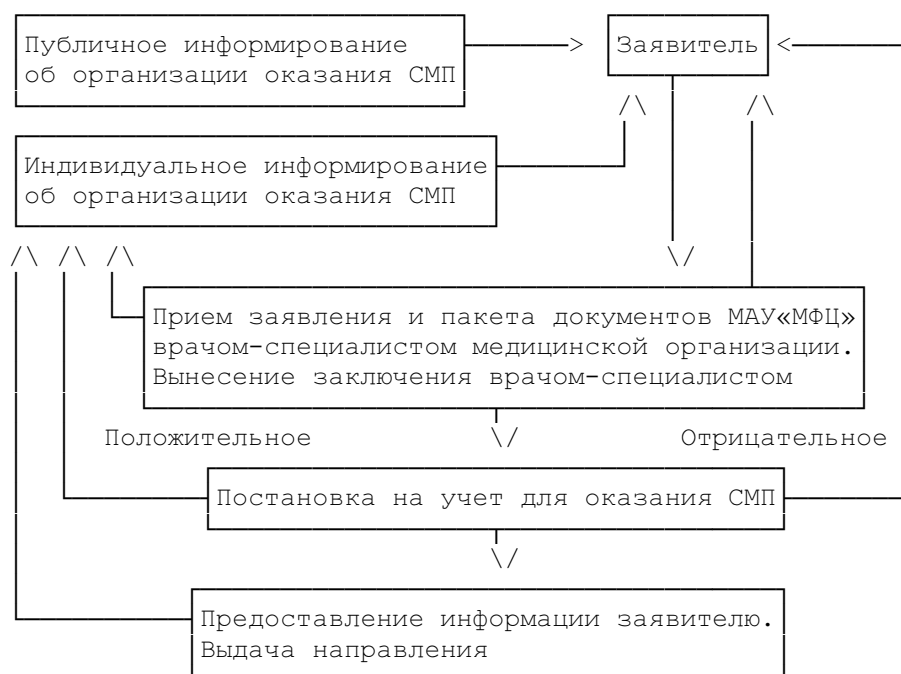 Публичное информирование
об организации оказания СМП
Заявитель
Индивидуальное информирование
об организации оказания СМП
Прием заявления и пакета документов МАУ«МФЦ»
врачом-специалистом медицинской организации.
Вынесение заключения врачом-специалистом
Положительное
Отрицательное
Постановка на учет для оказания СМП
Предоставление информации заявителю.
Выдача направления